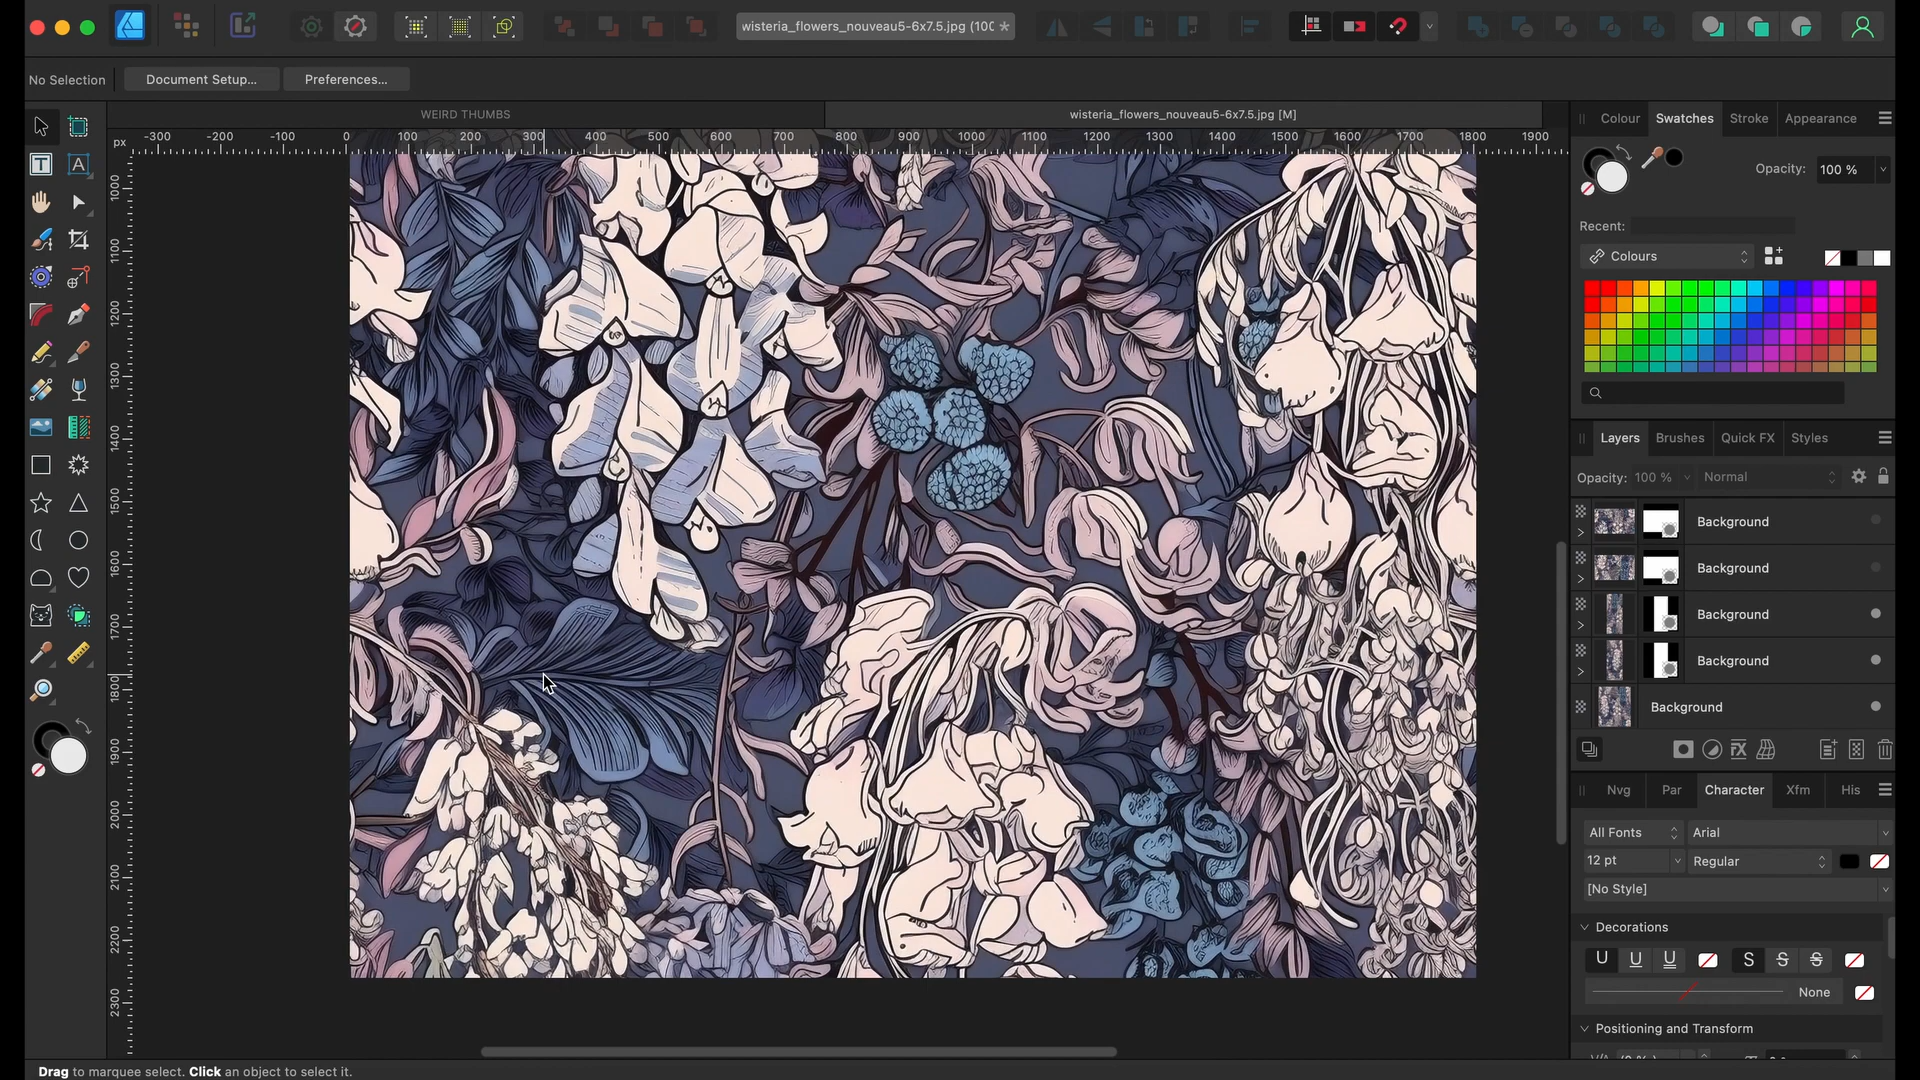 wisteria_flowers_nouveau5-6x7.5.jpg (10
No Selection
Document Setup...
Preferences...
WEIRD THUMBS
wisteria_flowers_nouveau5-6x7.5.jpg [M]
px
-300 -200 -100 0 100 200 300 400 500 600 700 800 900 1000 1100 1200 1300 1400 1500 1600 1700 1800 1900
1000
1100
1200
1300
1400
1500
1600
1700
1800
1900
2000
2100
2200
2300
Colour Swatches Stroke Appearance
Opacity: 100 %
Recent:
Colours
Layers Brushes Quick FX Styles
Opacity: 100 % Normal
Background
Background
Background
Background
Background
Nvg Par Character Xfm His
All Fonts Arial
12 pt Regular
[No Style]
Decorations
U U U S S S
None
Positioning and Transform
Drag to marquee select. Click an object to select it.